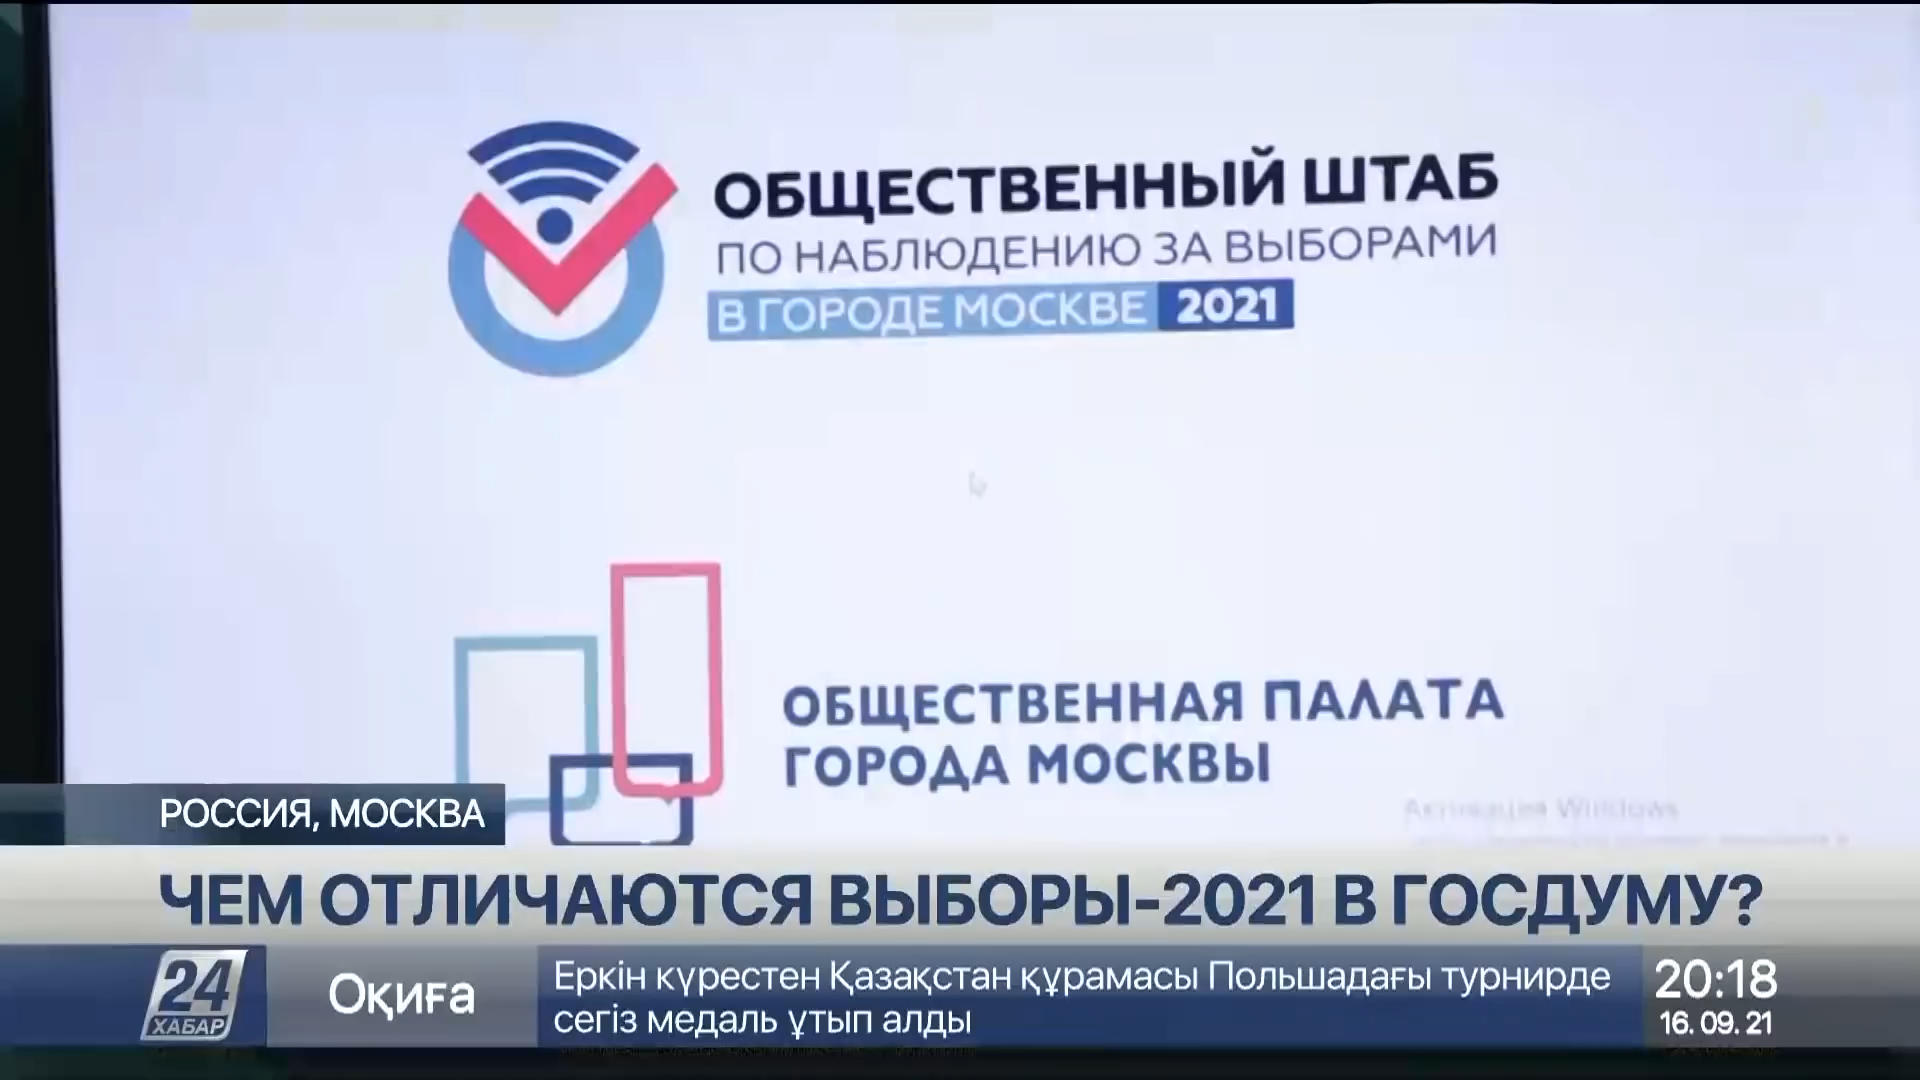 ОБЩЕСТВЕННЫЙ ШТАБ
ПО НАБЛЮДЕНИЮ ЗА ВЫБОРАМИ
В ГОРОДЕ МОСКВЕ 2021
ОБЩЕСТВЕННАЯ ПАЛАТА
ГОРОДА МОСКВЫ
Активация Windows
РОССИЯ, МОСКВА
ЧЕМ ОТЛИЧАЮТСЯ ВЫБОРЫ-2021 В ГОСДУМУ?
24
ХАБАР
Оқиға
Еркін күрестен Қазақстан құрамасы Польшадағы турнирде
сегіз медаль ұтып алды
20:18
16. 09. 21